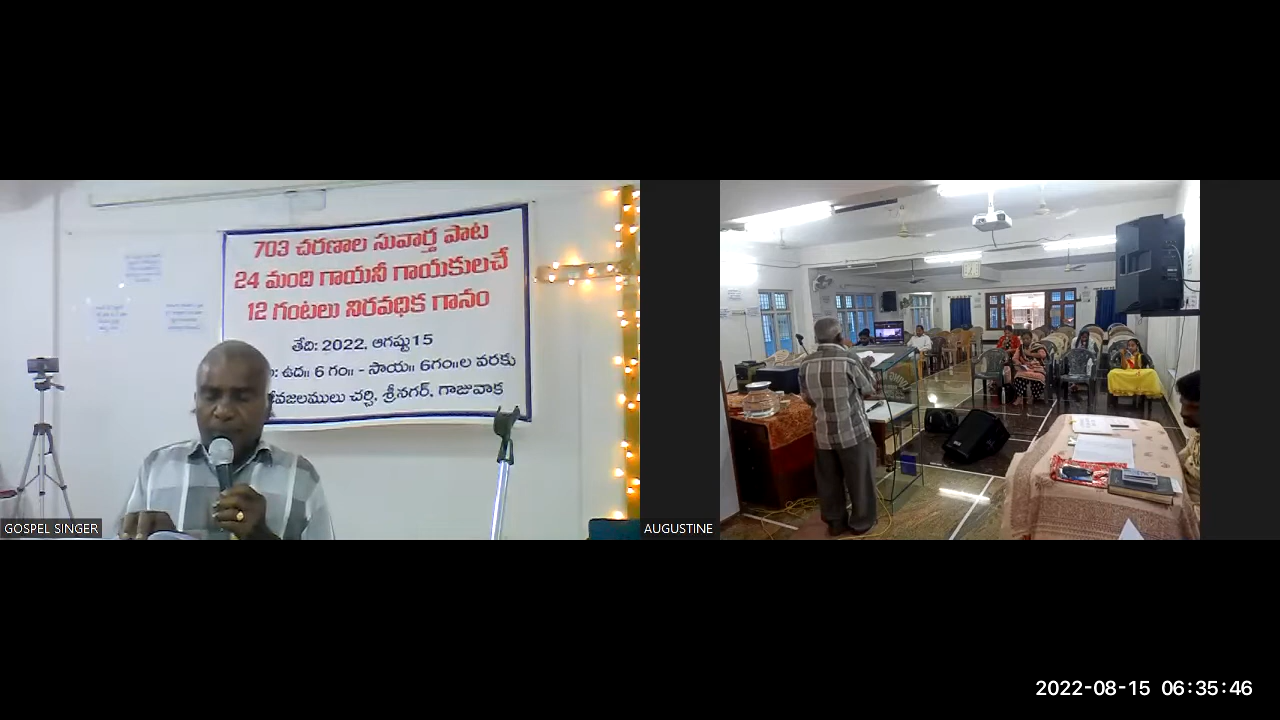 703 చరణాల సువార్త పాట
24 మంది గాయనీ గాయకులచే
12 గంటలు నిరవధిక గానం
తేది: 2022, ఆగష్టు 15
ఉద॥ 6 గం॥ - సాయ॥ 6గం॥ల వరకు
చర్చి, శ్రీనగర్, గాజువాక
GOSPEL SINGER
AUGUSTINE
2022-08-15 06:35:46